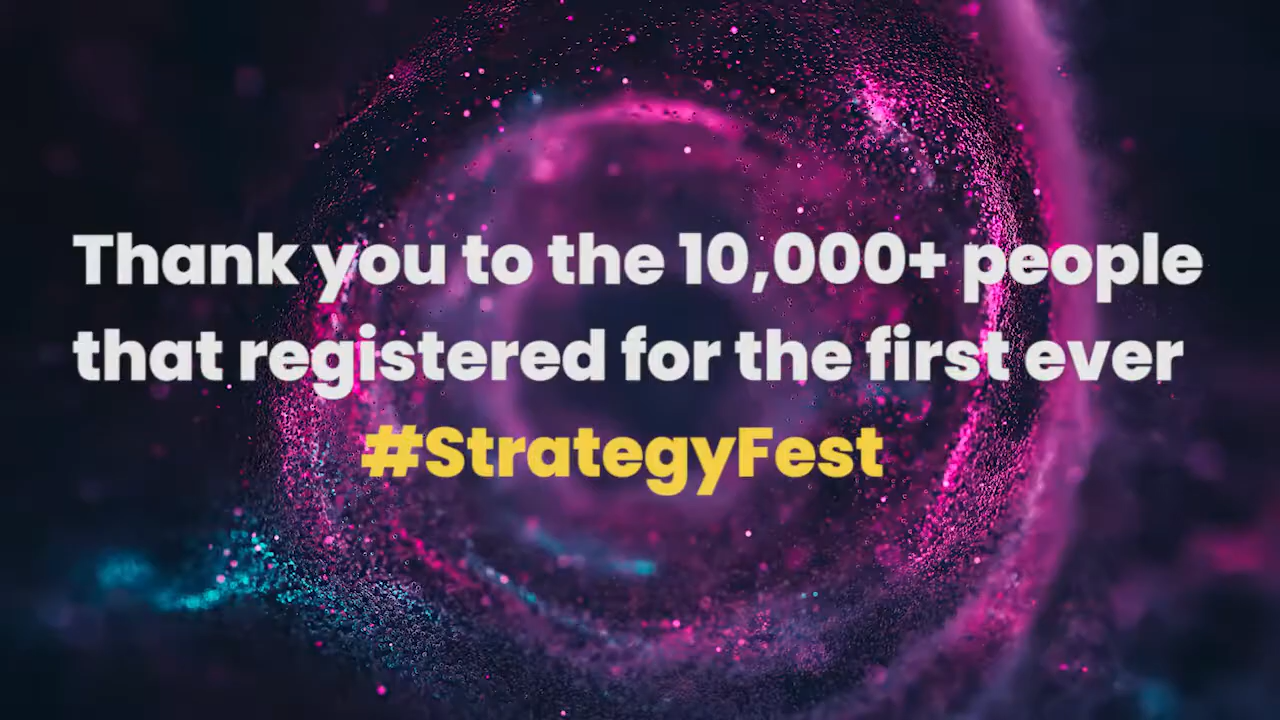 Thank you to the 10,000+ people
that registered for the first ever
#StrategyFest